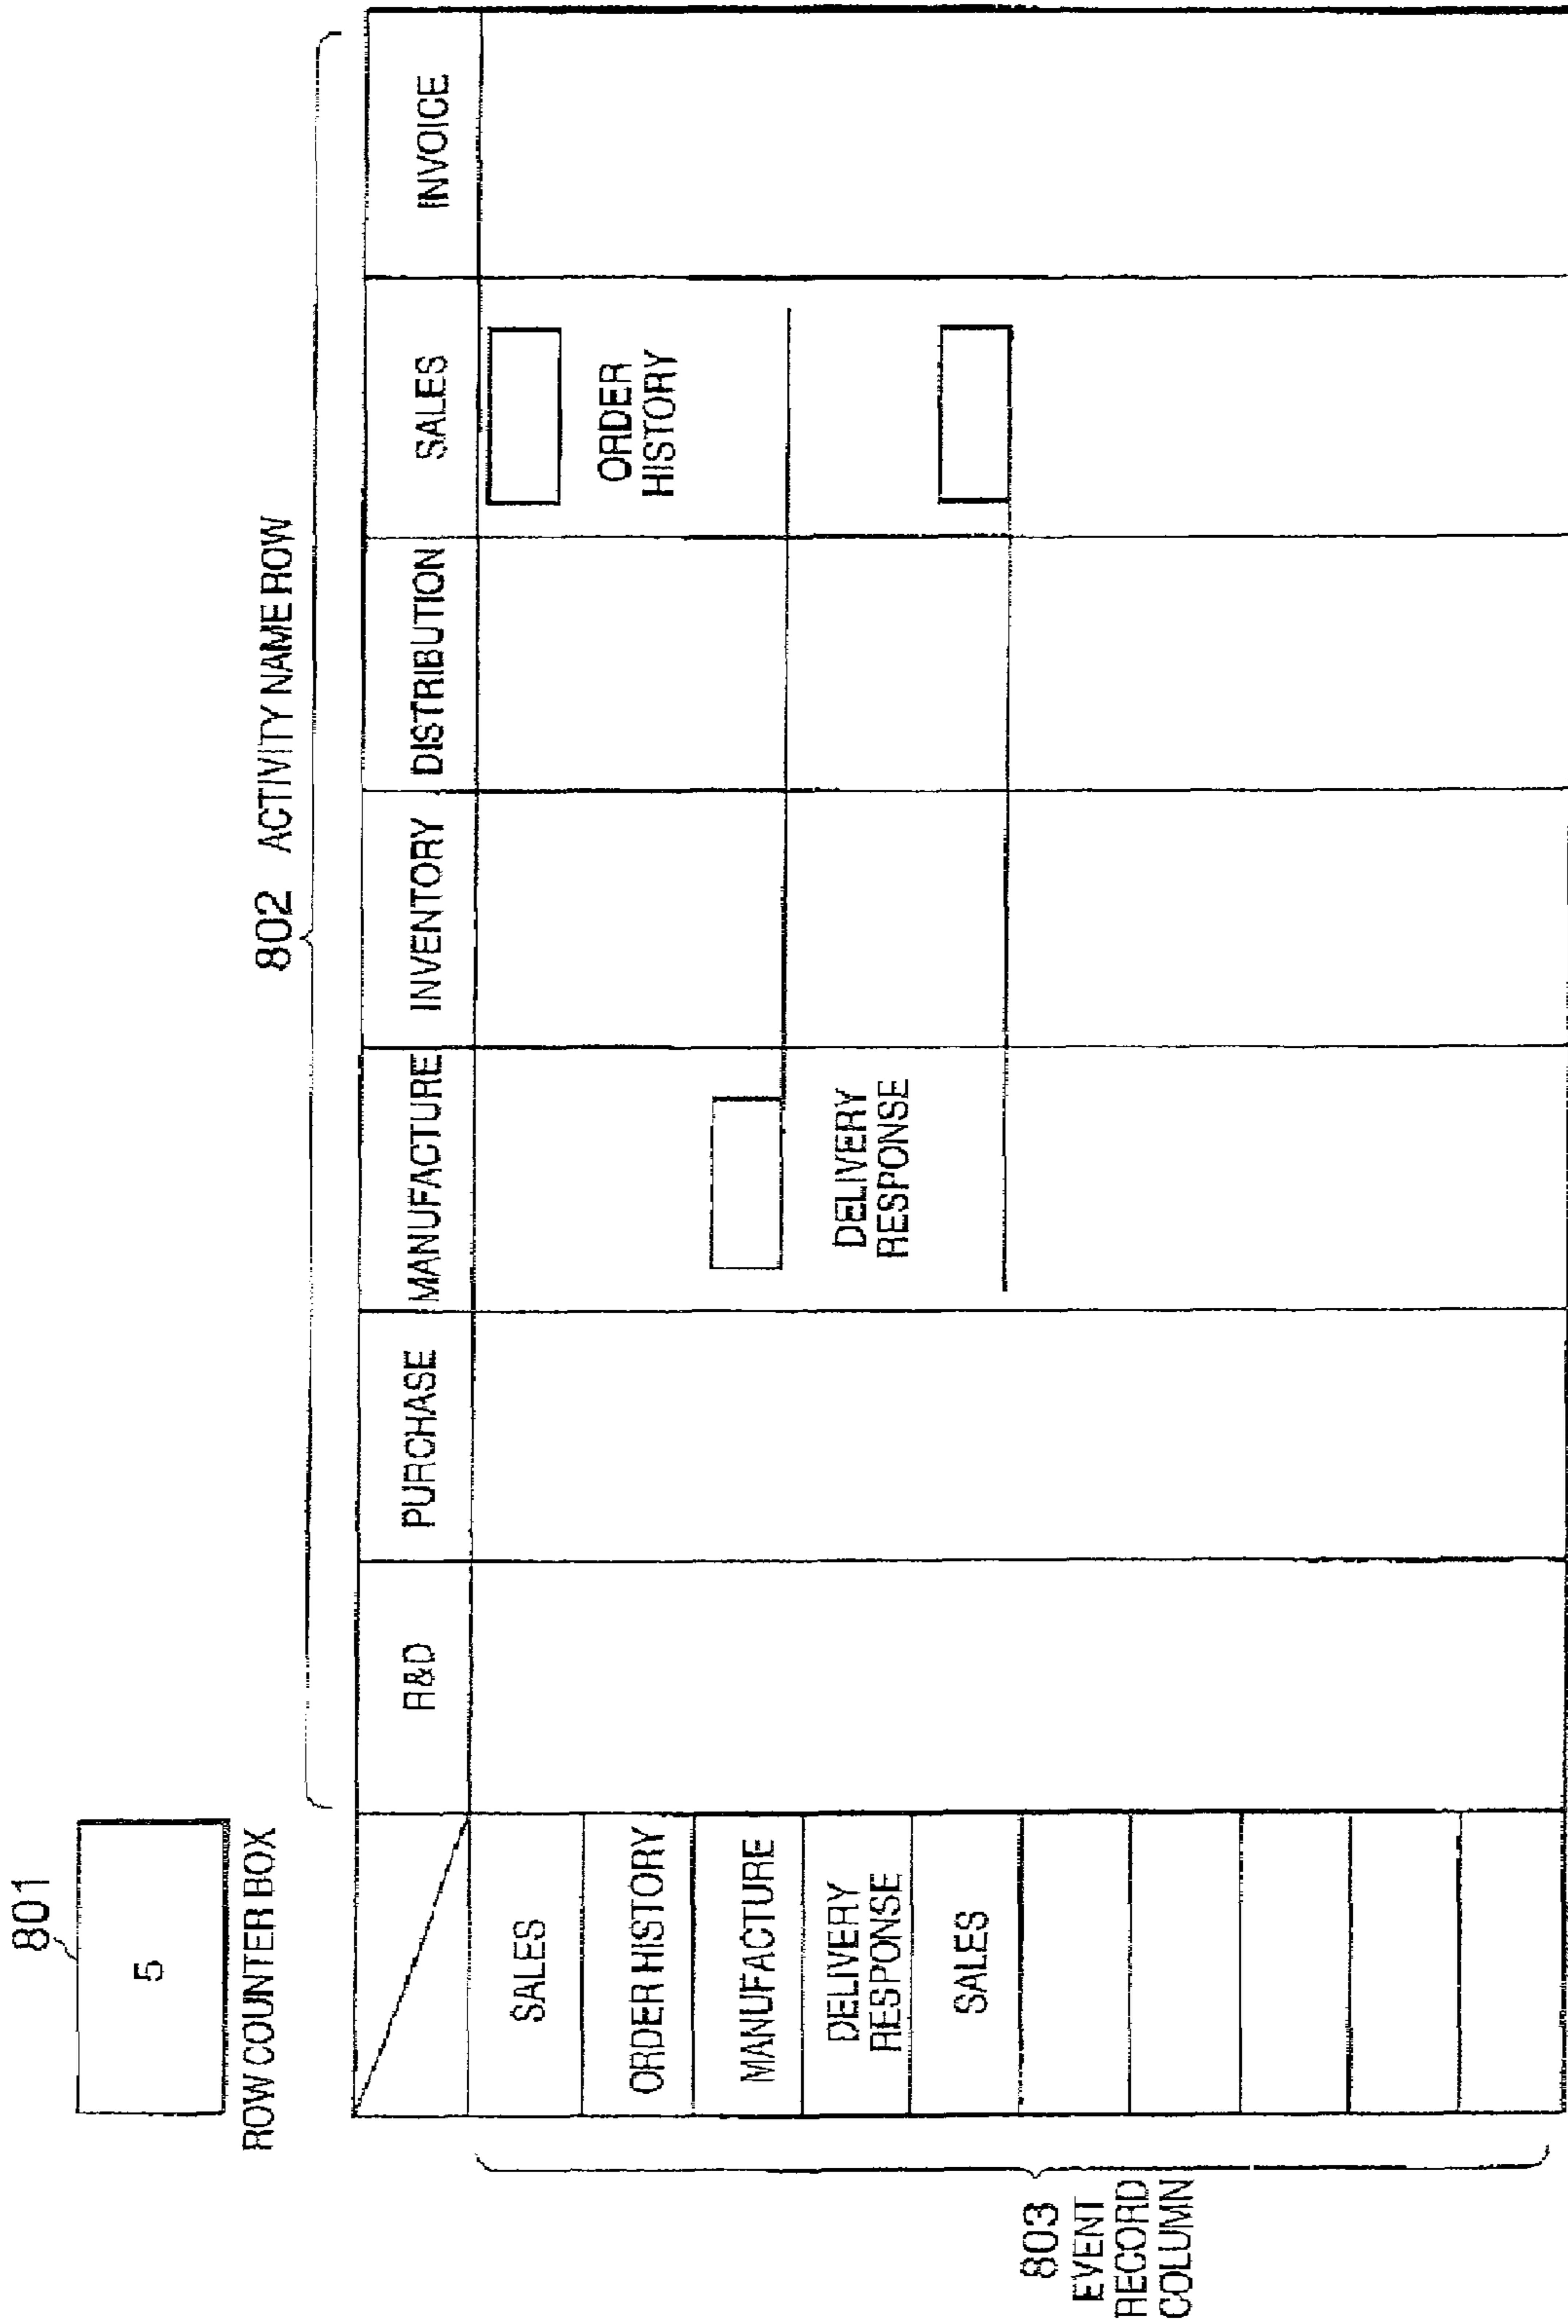 801
5
ROW COUNTER BOX
802 ACTIVITY NAME ROW
R&D
PURCHASE
MANUFACTURE
INVENTORY
DISTRIBUTION
SALES
INVOICE
803
EVENT
RECORD
COLUMN
SALES
ORDER HISTORY
MANUFACTURE
DELIVERY
RESPONSE
SALES
ORDER
HISTORY
DELIVERY
RESPONSE